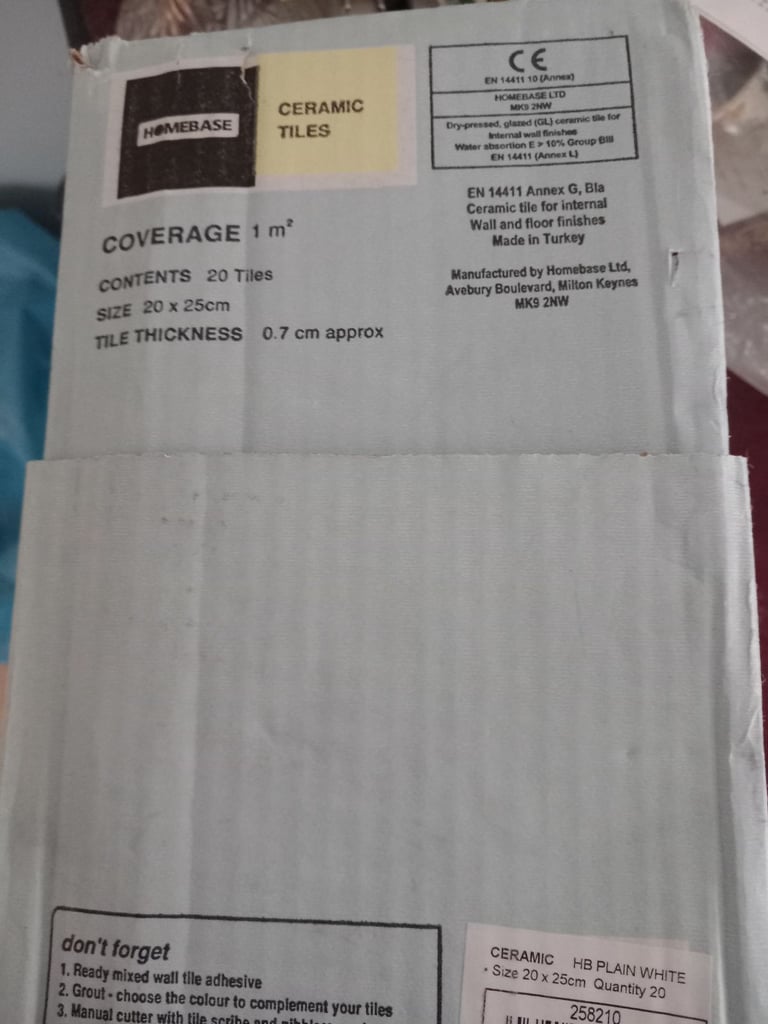 HOMEBASE
CERAMIC
TILES
CE
EN 14411 10 (Annex)
HOMEBASE LTD
MK9 2NW
Dry-pressed, glazed (GL) ceramic tile for
Internal wall finishes
Water absortion E > 10% Group BIII
EN 14411 (Annex L)
EN 14411 Annex G, BIa
Ceramic tile for internal
Wall and floor finishes
Made in Turkey
Manufactured by Homebase Ltd,
Avebury Boulevard, Milton Keynes
MK9 2NW
COVERAGE 1 m²
CONTENTS 20 Tiles
SIZE 20 x 25cm
TILE THICKNESS 0.7 cm approx
don't forget
1. Ready mixed wall tile adhesive
2. Grout - choose the colour to complement your tiles
3. Manual cutter with tile scribe and
CERAMIC HB PLAIN WHITE
* Size 20 x 25cm Quantity 20
258210